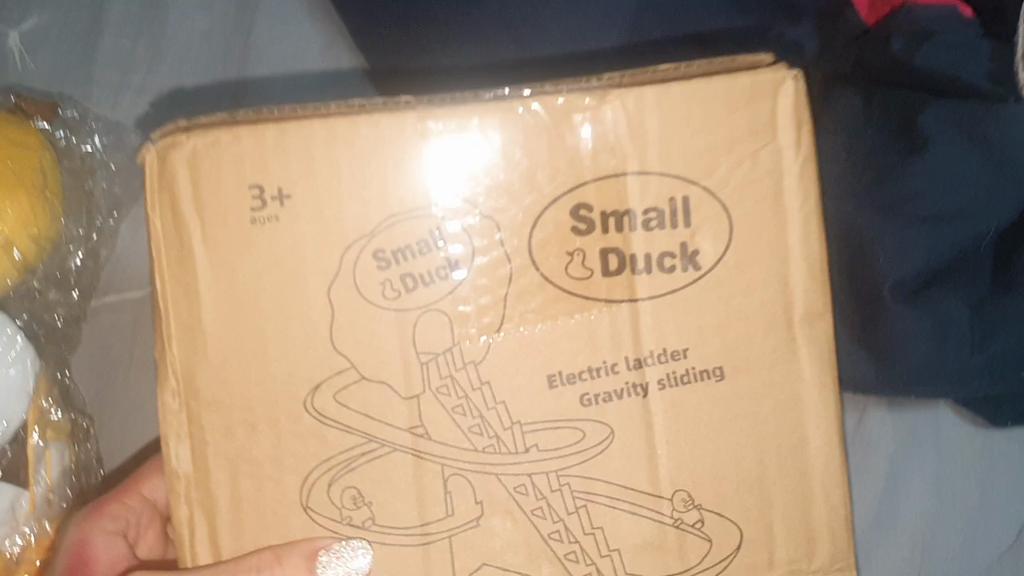 3+
ages
Small
Duck
Small
Duck
Electric ladder
Gravity sliding